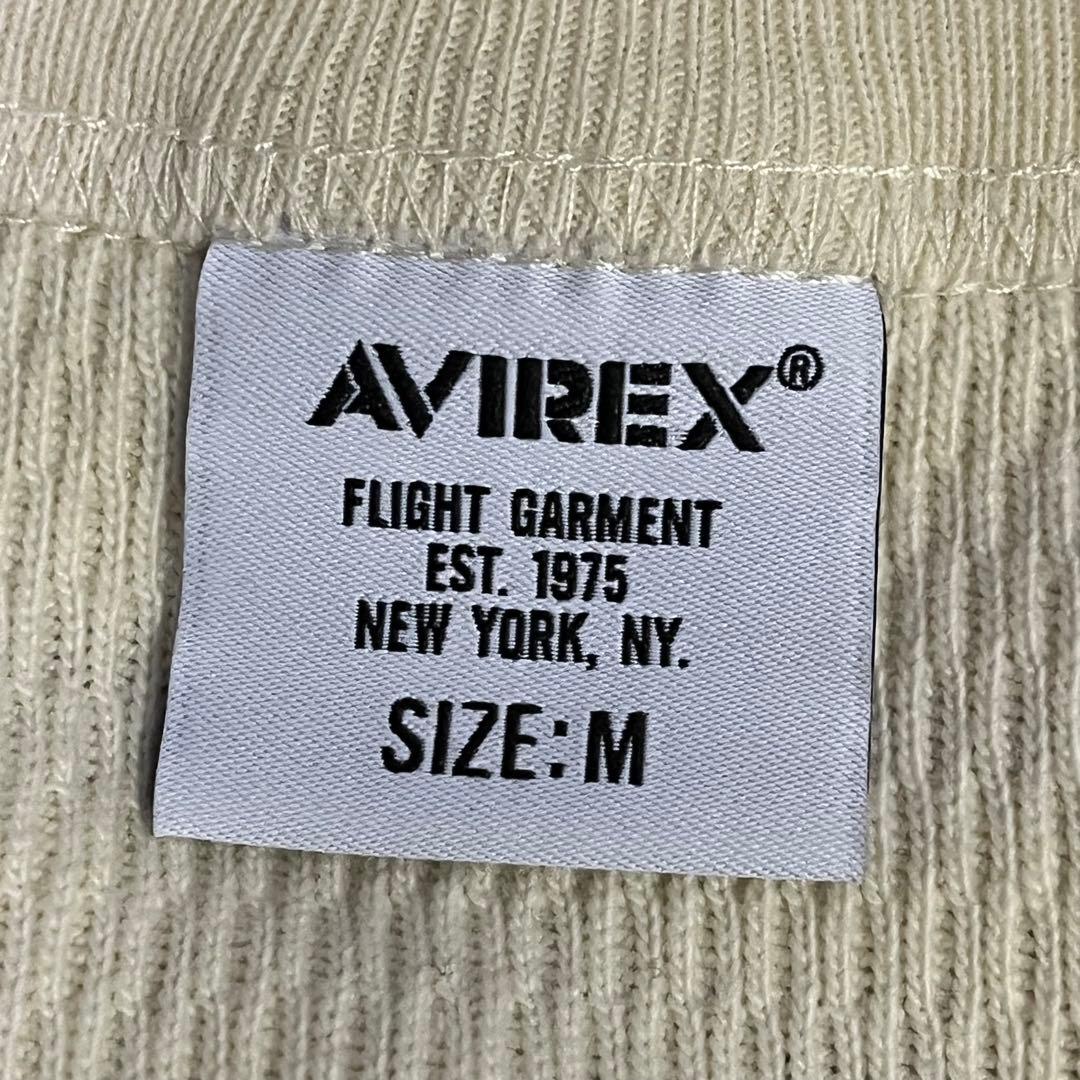 AVIREX®
FLIGHT GARMENT
EST. 1975
NEW YORK, NY.
SIZE:M